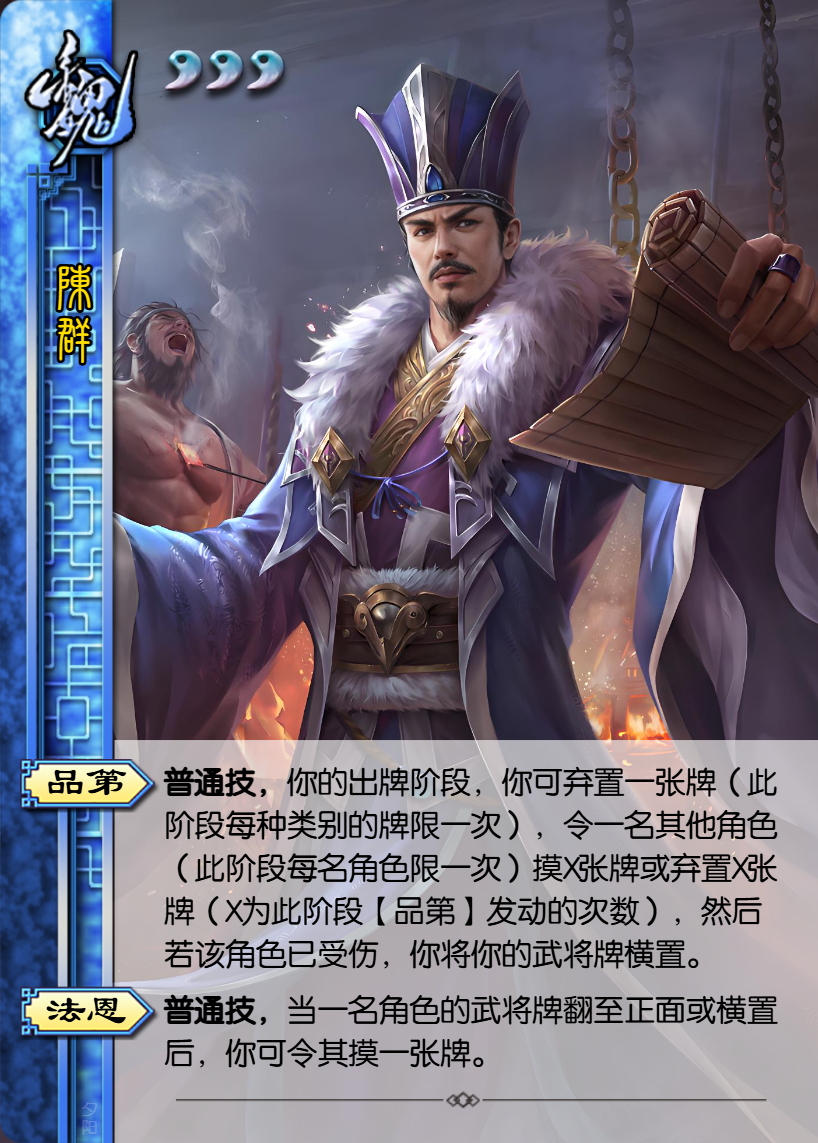 魏
陳群
品第
普通技，你的出牌阶段，你可弃置一张牌（此
阶段每种类别的牌限一次），令一名其他角色
（此阶段每名角色限一次）摸X张牌或弃置X张
牌（X为此阶段【品第】发动的次数），然后
若该角色已受伤，你将你的武将牌横置。
法恩
普通技，当一名角色的武将牌翻至正面或横置
后，你可令其摸一张牌。
夕阳